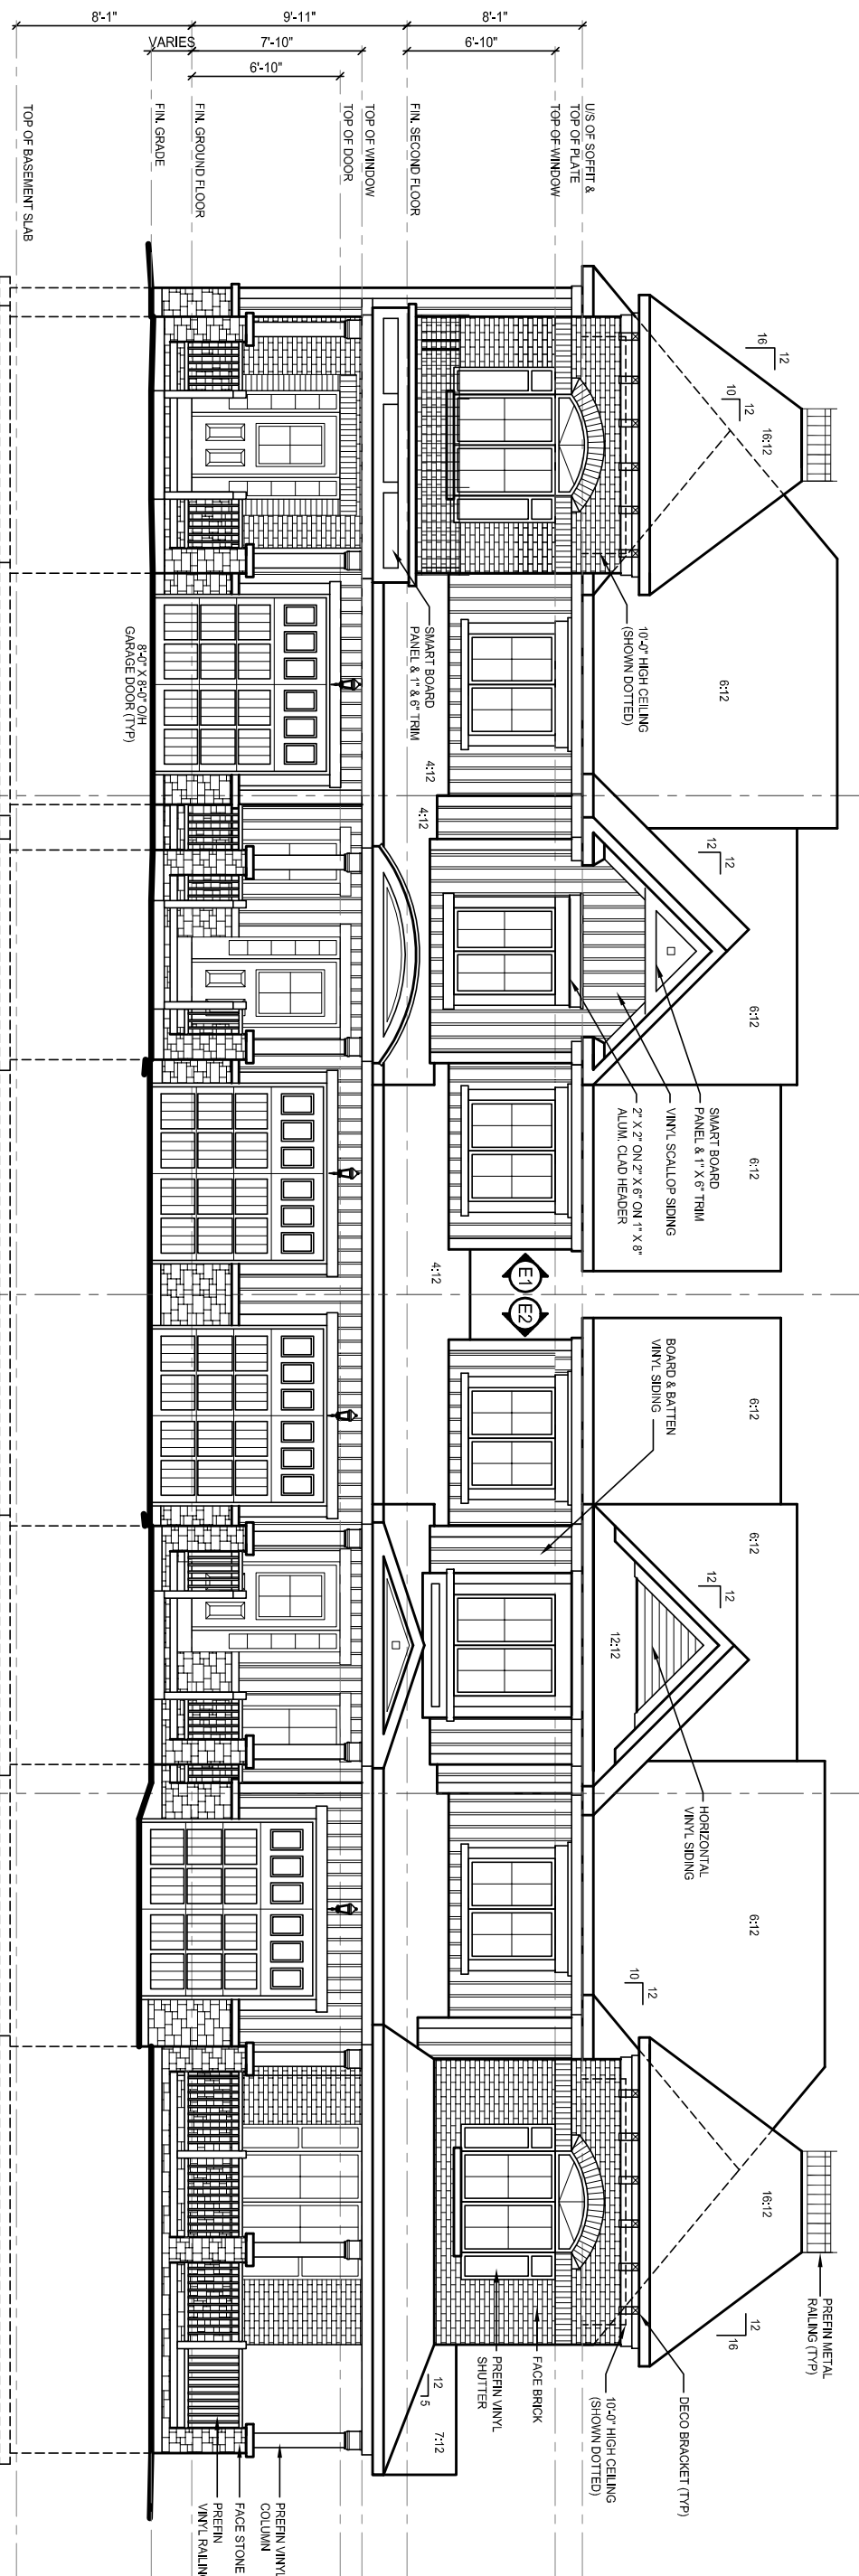 8'-1"
9'-11"
8'-1"
VARIES
7'-10"
6'-10"
6'-10"
TOP OF BASEMENT SLAB
FIN. GRADE
FIN. GROUND FLOOR
TOP OF DOOR
TOP OF WINDOW
FIN. SECOND FLOOR
TOP OF WINDOW
U/S OF SOFFIT &
TOP OF PLATE
16
12
10
12
16:12
10'-0" HIGH CEILING
(SHOWN DOTTED)
6:12
SMART BOARD
PANEL & 1" & 6" TRIM
8'-0" X 8'-0" O/H
GARAGE DOOR (TYP)
4:12
4:12
12
12
6:12
SMART BOARD
PANEL & 1" X 6" TRIM
VINYL SCALLOP SIDING
2" X 2" ON 2" X 6" ON 1" X 8"
ALUM. CLAD HEADER
6:12
4:12
E1
E2
BOARD & BATTEN
VINYL SIDING
6:12
6:12
12
12
12:12
HORIZONTAL
VINYL SIDING
6:12
10
12
16:12
12
16
PREFIN METAL
RAILING (TYP)
DECO BRACKET (TYP)
10'-0" HIGH CEILING
(SHOWN DOTTED)
FACE BRICK
PREFIN VINYL
SHUTTER
12
5
7:12
PREFIN VINYL
COLUMN
FACE STONE
PREFIN
VINYL RAILING